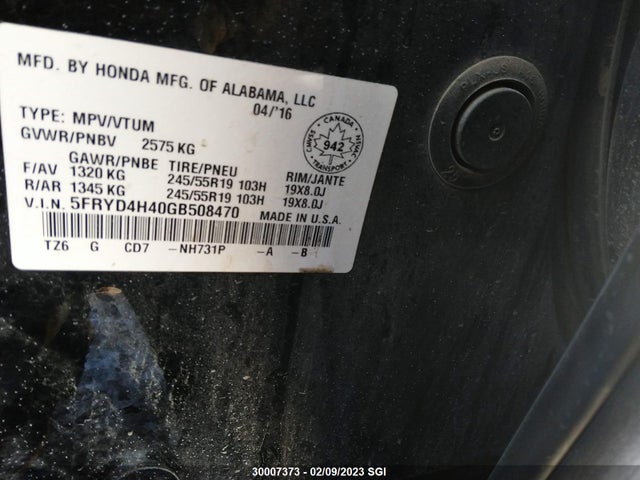 MFD. BY HONDA MFG. OF ALABAMA, LLC
04/'16
TYPE: MPV/VTUM
GVWR/PNBV 2575 KG
GAWR/PNBE TIRE/PNEU RIM/JANTE
F/AV 1320 KG 245/55R19 103H 19X8.0J
R/AR 1345 KG 245/55R19 103H 19X8.0J
V.I.N. 5FRYD4H40GB508470 MADE IN U.S.A.
TZ6 G CD7 -NH731P -A -B
CANADA
942
TRANSPORT
30007373 - 02/09/2023 SGI